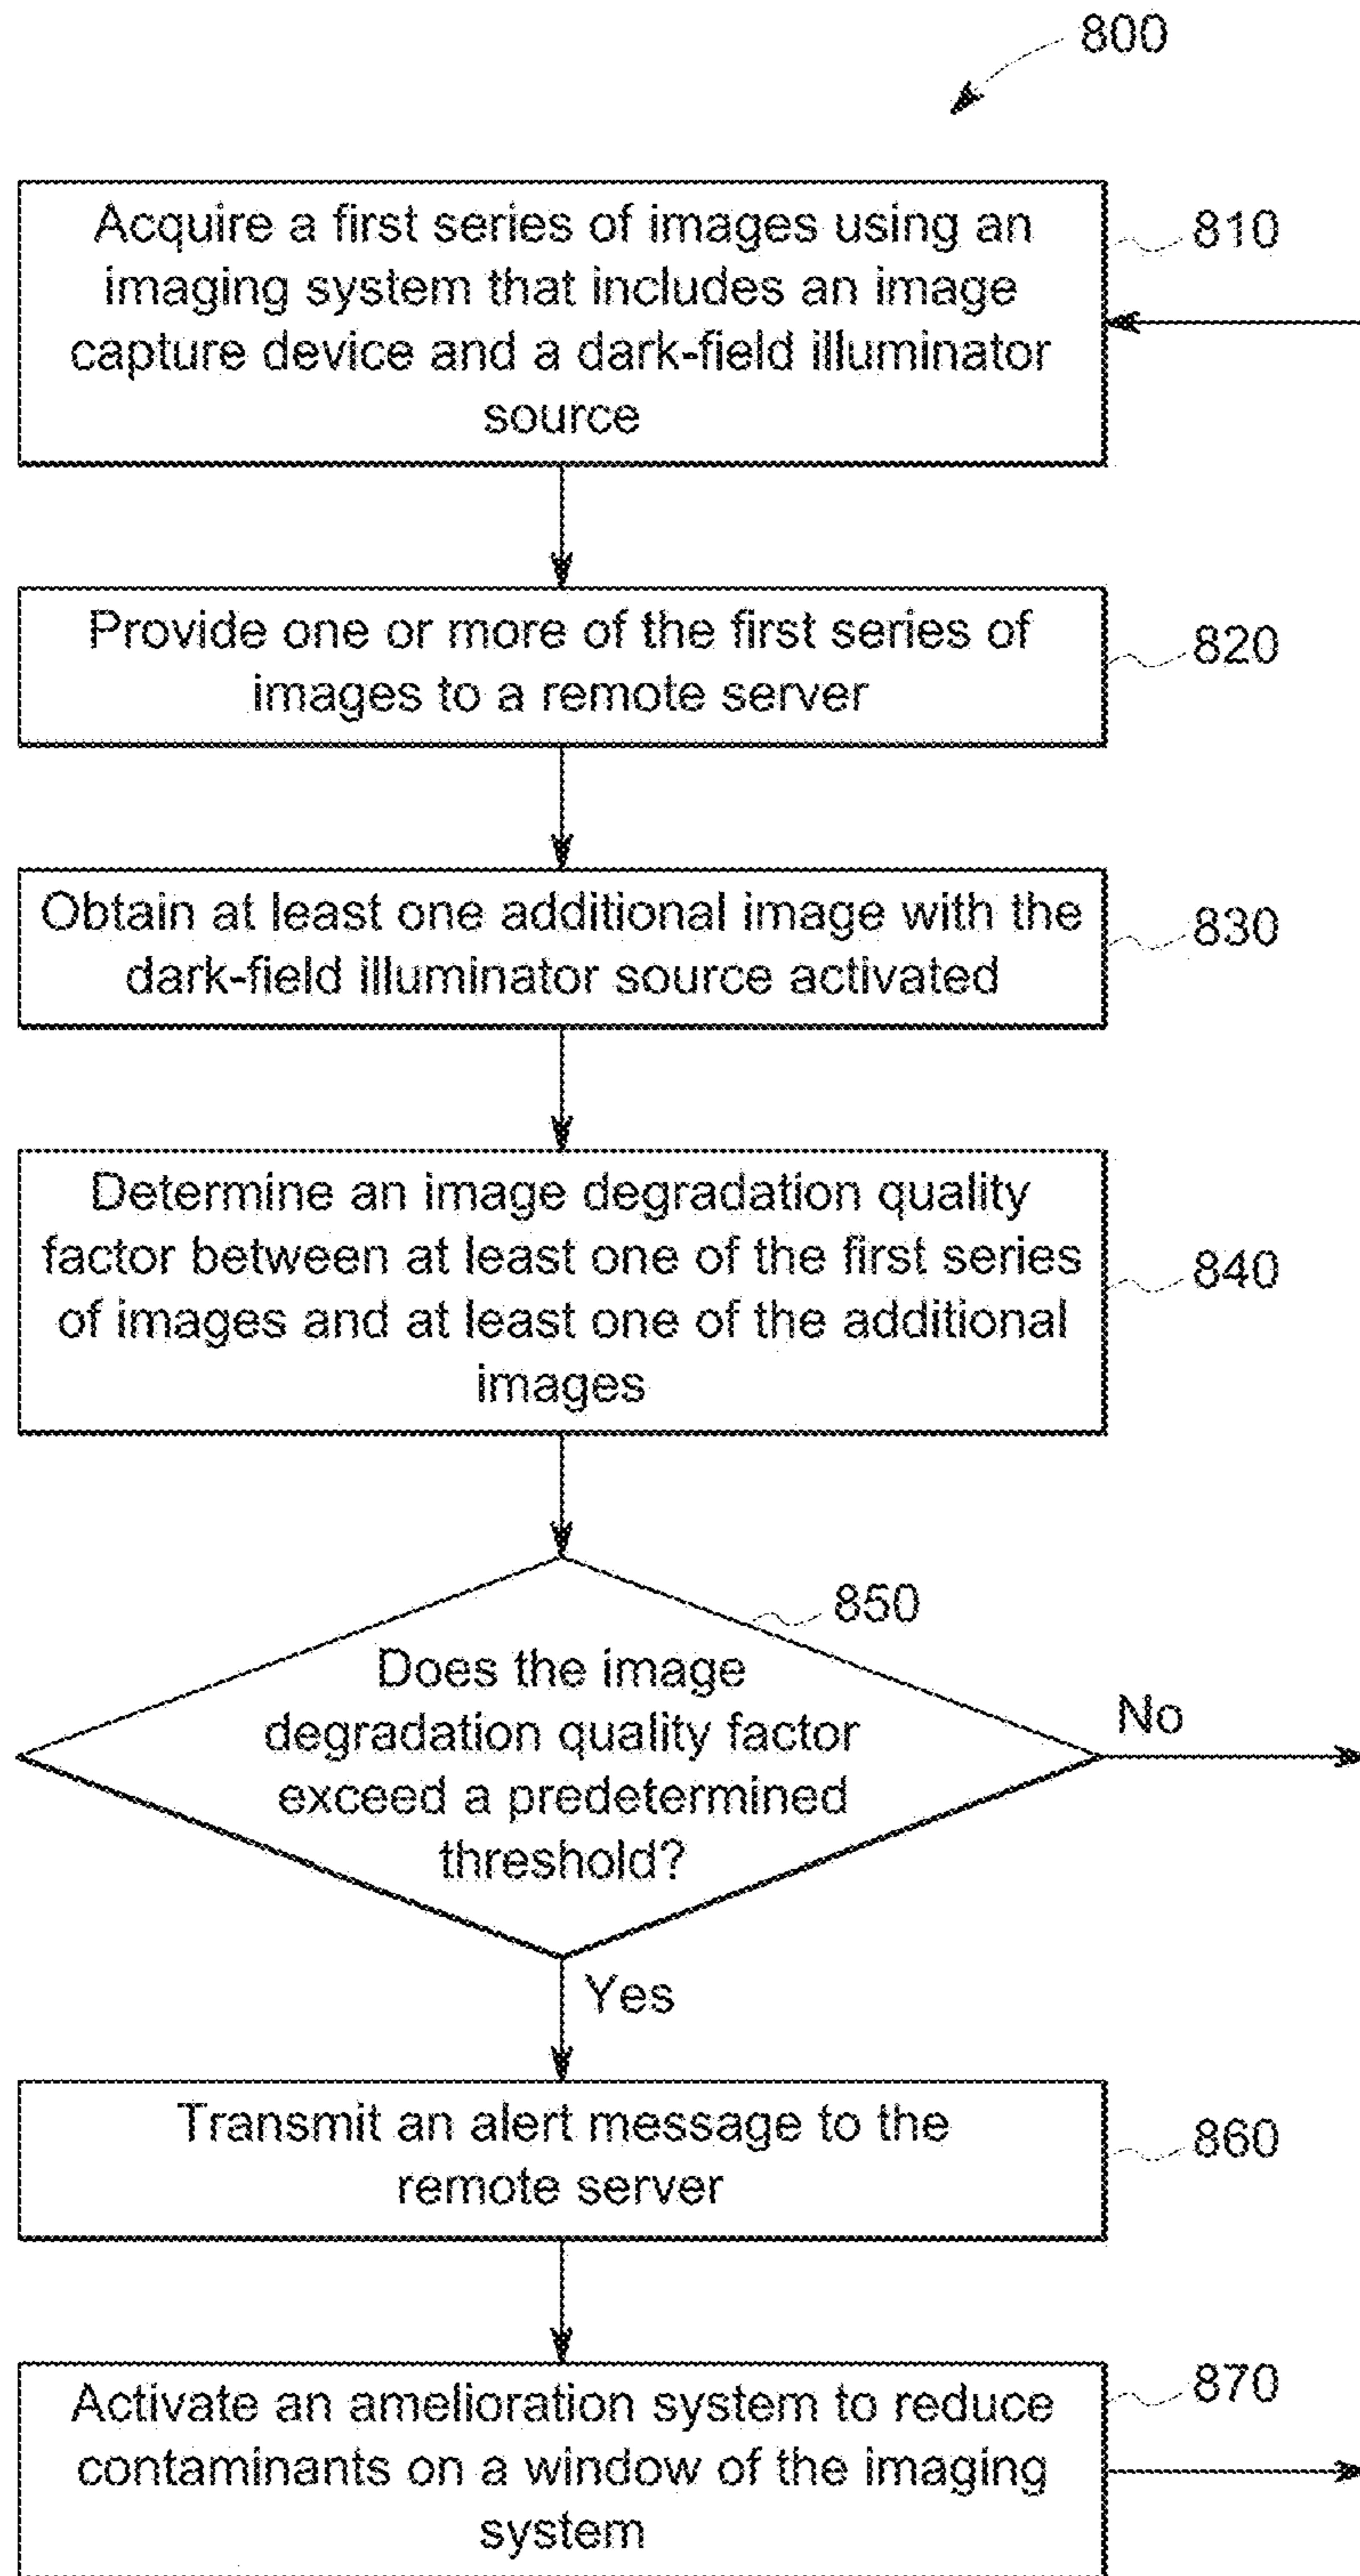 800
Acquire a first series of images using an
imaging system that includes an image
capture device and a dark-field illuminator
source
810
Provide one or more of the first series of
images to a remote server
820
Obtain at least one additional image with the
dark-field illuminator source activated
830
Determine an image degradation quality
factor between at least one of the first series
of images and at least one of the additional
images
840
850
Does the image
degradation quality factor
exceed a predetermined
threshold?
No
Yes
Transmit an alert message to the
remote server
860
Activate an amelioration system to reduce
contaminants on a window of the imaging
system
870